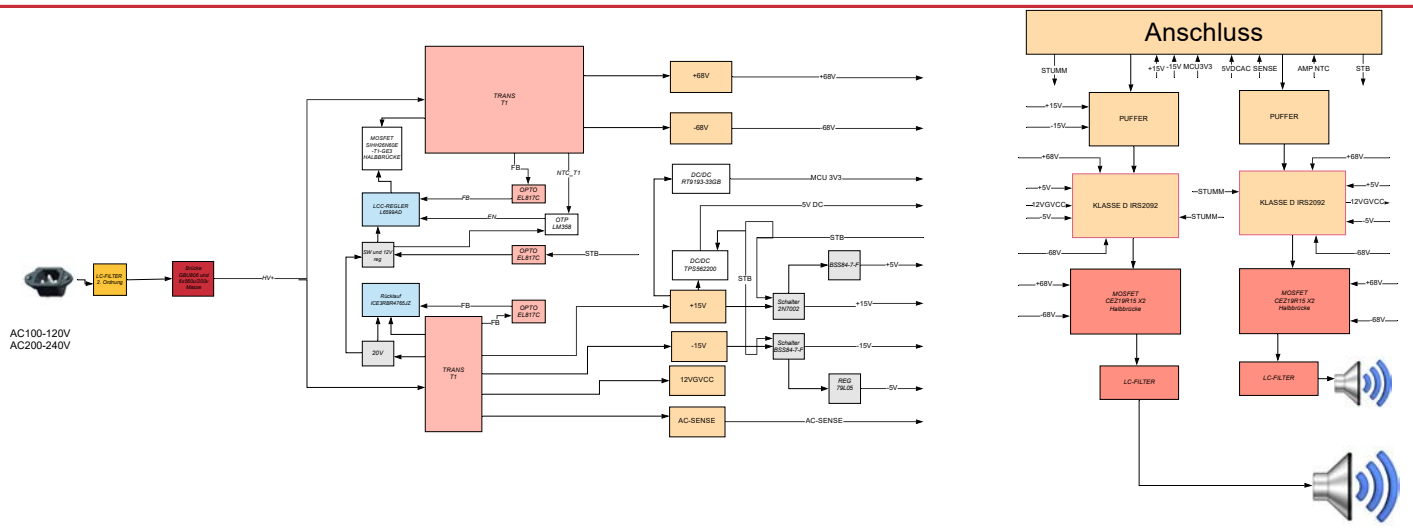 AC100-120V
AC200-240V
LC-FILTER
2. Ordnung
Brücke
GBU806 und
Masse
HV+
TRANS
T1
MOSFET
SIHH26N60E
-T1-GE3
HALBBRÜCKE
LCC-REGLER
L6599AD
SW und 12V
reg
FB
FB
NTC_T1
OPTO
EL817C
EN
OTP
LM358
OPTO
EL817C
STB
Rücklauf
ICE3RBR4765JZ
20V
FB
FB
OPTO
EL817C
TRANS
T1
+68V
+68V
-68V
-68V
DC/DC
RT9193-33GB
MCU 3V3
5V DC
STB
DC/DC
TPS562200
STB
+15V
Schalter
2N7002
BSS84-7-F
+5V
+15V
-15V
Schalter
BSS84-7-F
-15V
REG
79L05
-5V
12VGVCC
AC-SENSE
AC-SENSE
Anschluss
STUMM
+15V
-15V
MCU3V3
5VDC
AC SENSE
AMP NTC
STB
+15V
-15V
PUFFER
PUFFER
+68V
+5V
12VGVCC
-5V
-68V
KLASSE D IRS2092
STUMM
STUMM
+68V
KLASSE D IRS2092
+5V
12VGVCC
-5V
-68V
+68V
-68V
MOSFET
CEZ19R15 X2
Halbbrücke
MOSFET
CEZ19R15 X2
Halbbrücke
+68V
-68V
LC-FILTER
LC-FILTER